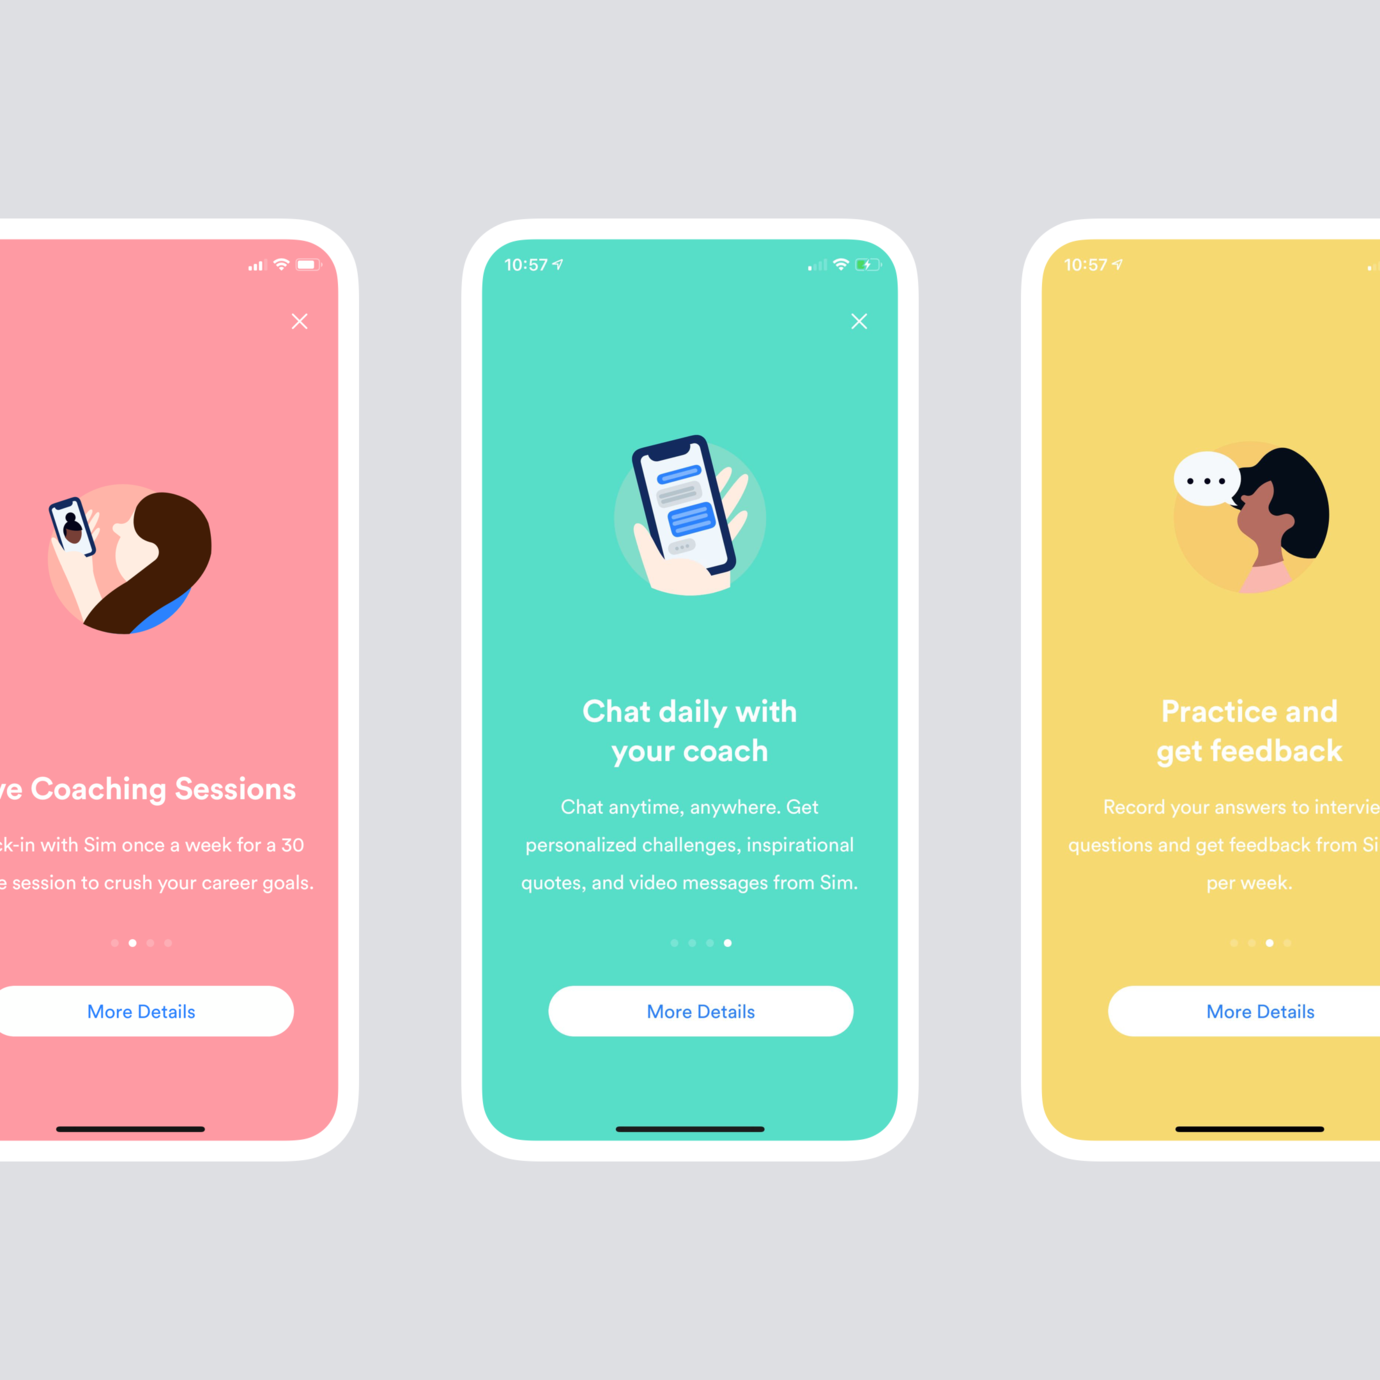 ve Coaching Sessions
ck-in with Sim once a week for a 30
e session to crush your career goals.
More Details
10:57
Chat daily with
your coach
Chat anytime, anywhere. Get
personalized challenges, inspirational
quotes, and video messages from Sim.
More Details
10:57
Practice and
get feedback
Record your answers to intervie
questions and get feedback from Si
per week.
More Details